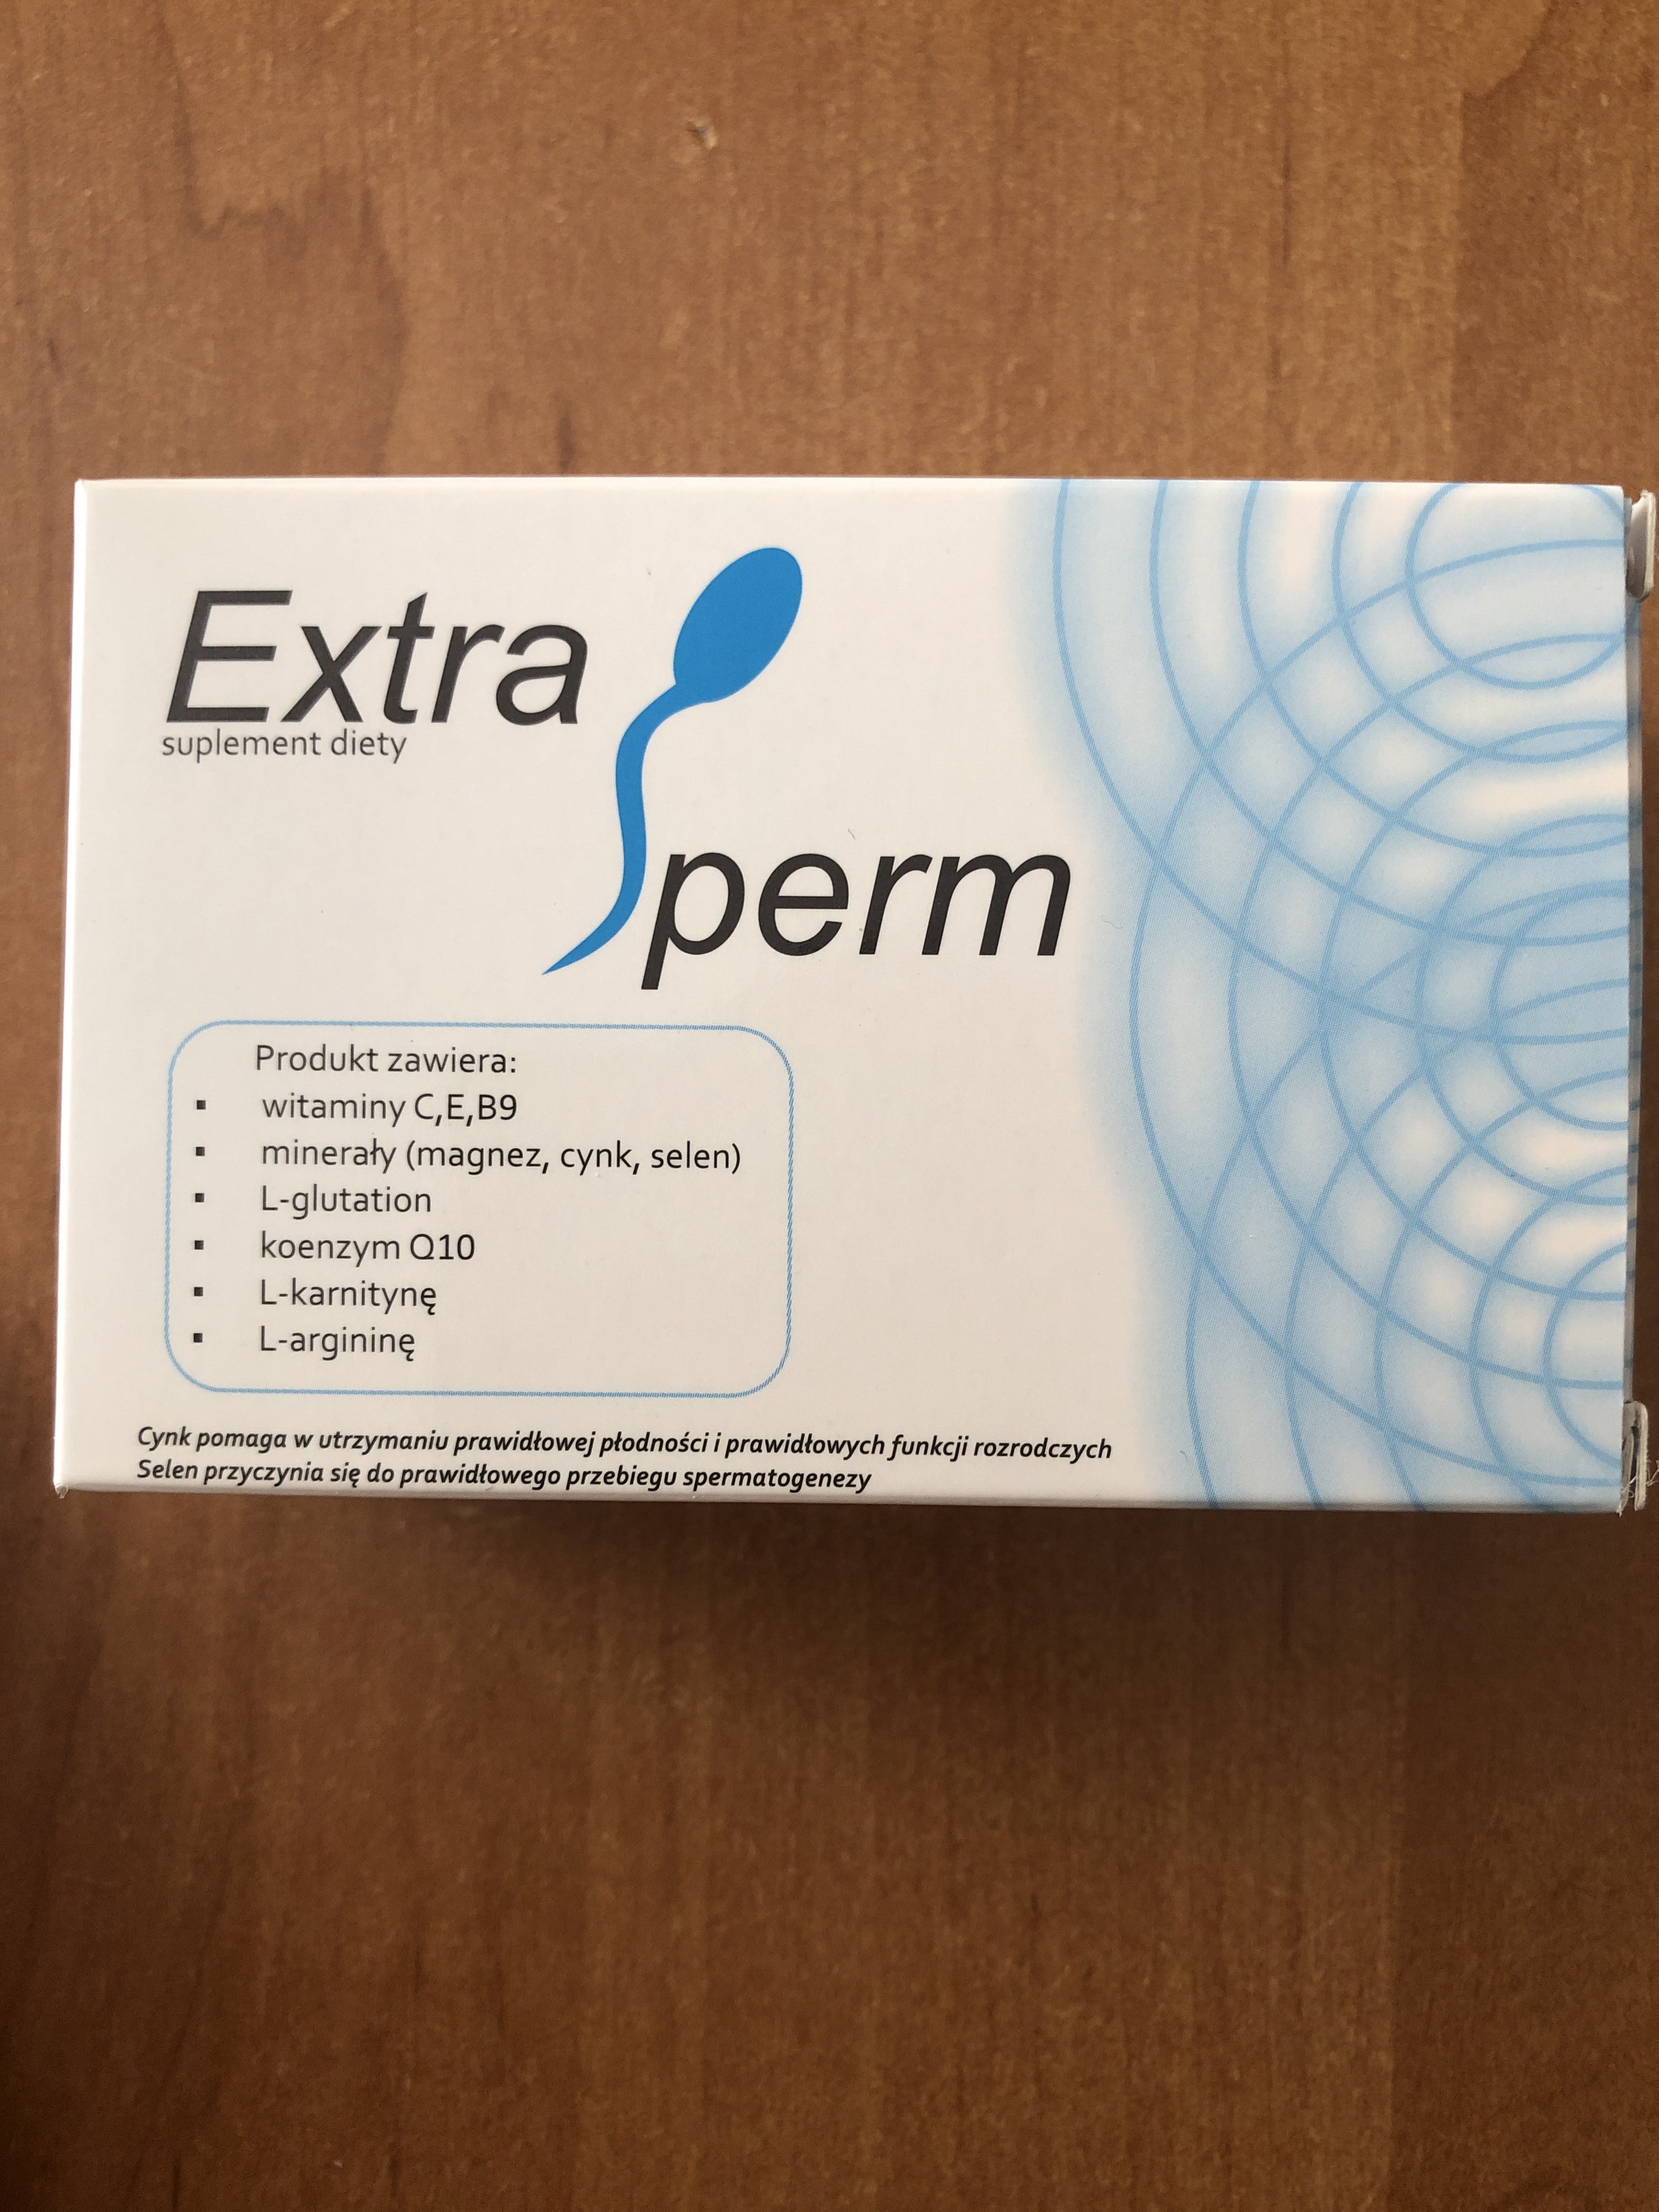 Extra
suplement diety
Sperm
Produkt zawiera:
▪ witaminy C,E,B9
▪ minerały (magnez, cynk, selen)
▪ L-glutation
▪ koenzym Q10
▪ L-karnitynę
▪ L-argininę
Cynk pomaga w utrzymaniu prawidłowej płodności i prawidłowych funkcji rozrodczych
Selen przyczynia się do prawidłowego przebiegu spermatogenezy